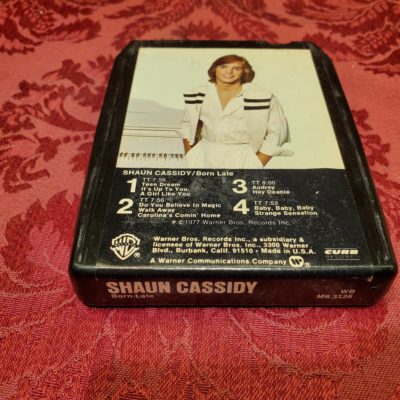 SHAUN CASSIDY/Born Late
1 TT 7:56
Teen Dream
It's Up To You
A Girl Like You
2 TT 7:56
Do You Believe In Magic
Walk Away
Carolina's Comin' Home
3 TT 8:00
Audrey
Hey Deanie
4 TT 7:52
Baby, Baby, Baby
Strange Sensation
℗ © 1977 Warner Bros. Records Inc.
Warner Bros. Records Inc., a subsidiary &
licensee of Warner Bros. Inc., 3300 Warner
Blvd., Burbank, Calif. 91510 • Made in U.S.A.
A Warner Communications Company
CURB
RECORDS
SHAUN CASSIDY
Born Late
WB
M8 3126